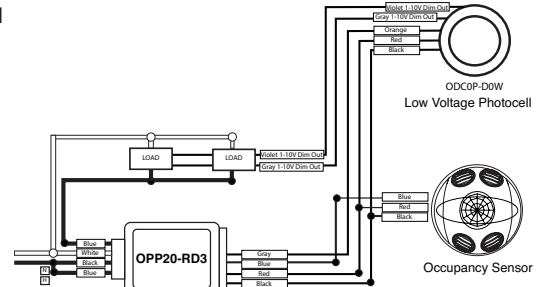 Violet 1-10V Dim Out
Gray 1-10V Dim Out
Orange
Red
Black
ODC0P-D0W
Low Voltage Photocell
LOAD
LOAD
Violet 1-10V Dim Out
Gray 1-10V Dim Out
Blue
Red
Black
Occupancy Sensor
Blue
White
Black
Blue
N
H
OPP20-RD3
Gray
Blue
Red
Black